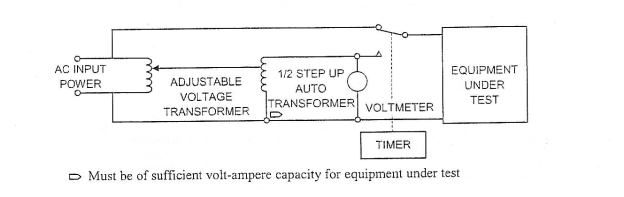 AC INPUT
POWER
ADJUSTABLE
VOLTAGE
TRANSFORMER
1/2 STEP UP
AUTO
TRANSFORMER
VOLTMETER
EQUIPMENT
UNDER
TEST
TIMER
Must be of sufficient volt-ampere capacity for equipment under test